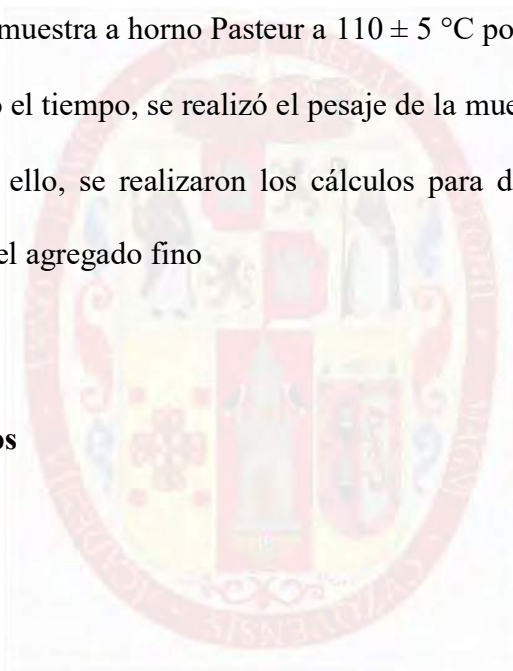 muestra a horno Pasteur a 110 ± 5 °C po
el tiempo, se realizó el pesaje de la mue
ello, se realizaron los cálculos para d
el agregado fino
os